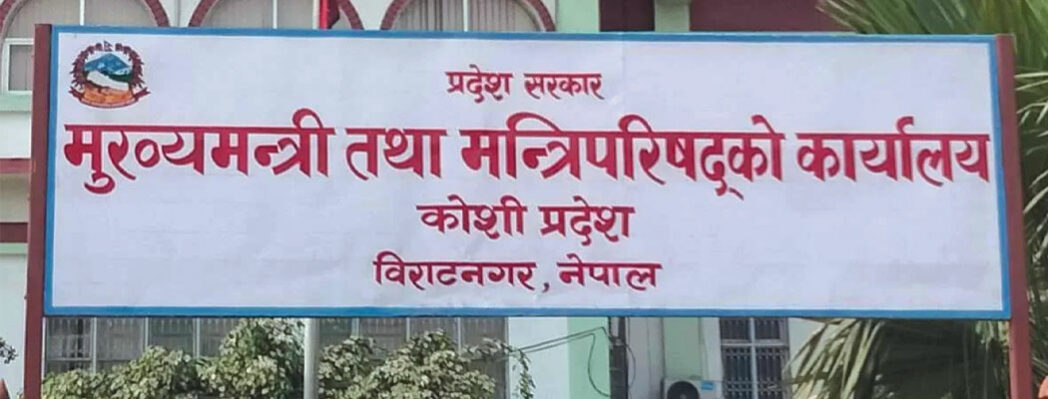 प्रदेश सरकार
मुख्यमन्त्री तथा मन्त्रिपरिषद्को कार्यालय
कोशी प्रदेश
विराटनगर, नेपाल